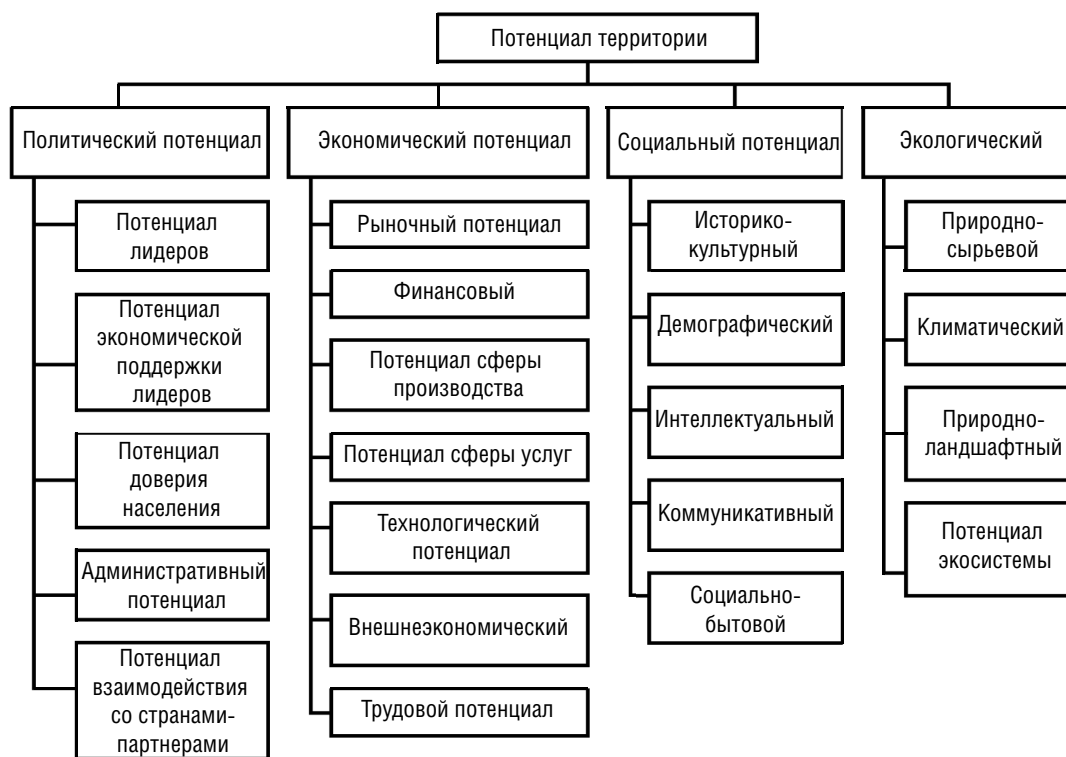 Потенциал территории
Политический потенциал
Потенциал
лидеров
Потенциал
экономической
поддержки
лидеров
Потенциал
доверия
населения
Административный
потенциал
Потенциал
взаимодействия
со странами-
партнерами
Экономический потенциал
Рыночный потенциал
Финансовый
Потенциал сферы
производства
Потенциал сферы услуг
Технологический
потенциал
Внешнеэкономический
Трудовой потенциал
Социальный потенциал
Историко-
культурный
Демографический
Интеллектуальный
Коммуникативный
Социально-
бытовой
Экологический
Природно-
сырьевой
Климатический
Природно-
ландшафтный
Потенциал
экосистемы